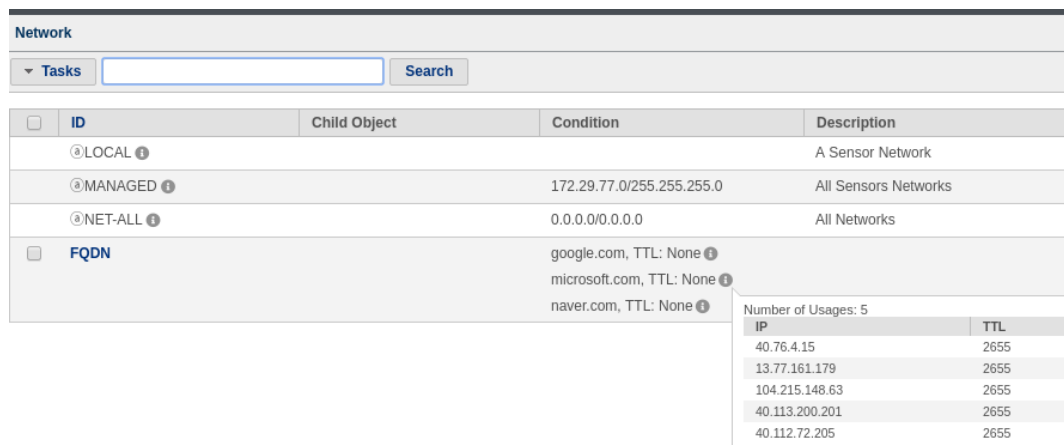 Network
Tasks Search
ID Child Object Condition Description
ⓐLOCAL A Sensor Network
ⓐMANAGED 172.29.77.0/255.255.255.0 All Sensors Networks
ⓐNET-ALL 0.0.0.0/0.0.0.0 All Networks
FQDN google.com, TTL: None
microsoft.com, TTL: None
naver.com, TTL: None
Number of Usages: 5
IP TTL
40.76.4.15 2655
13.77.161.179 2655
104.215.148.63 2655
40.113.200.201 2655
40.112.72.205 2655